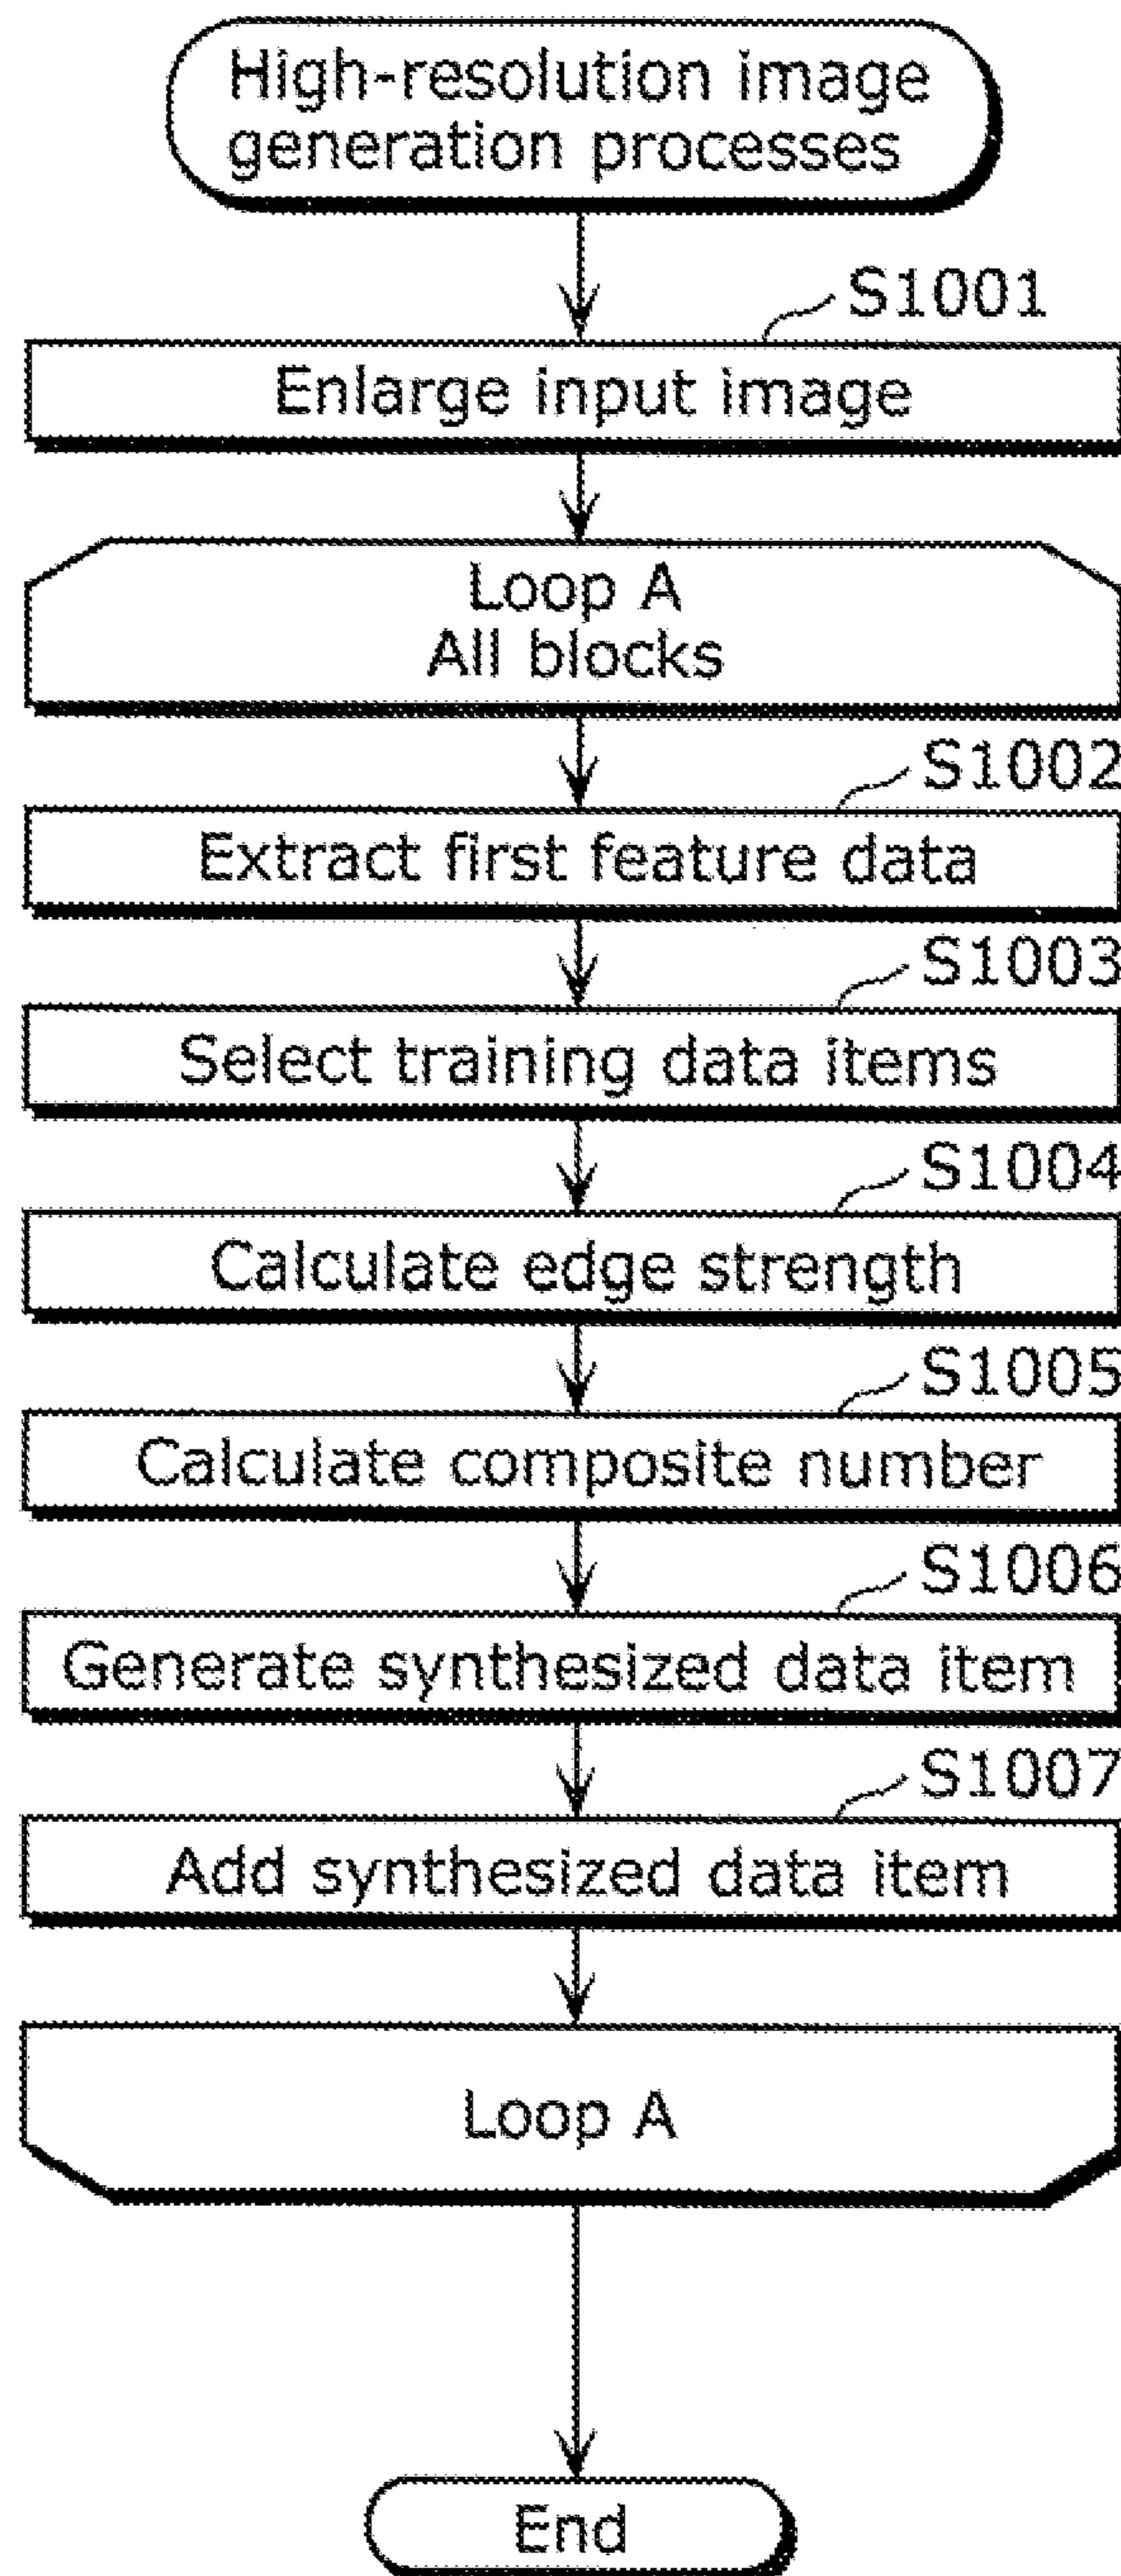 High-resolution image
generation processes
S1001
Enlarge input image
Loop A
All blocks
S1002
Extract first feature data
S1003
Select training data items
S1004
Calculate edge strength
S1005
Calculate composite number
S1006
Generate synthesized data item
S1007
Add synthesized data item
Loop A
End